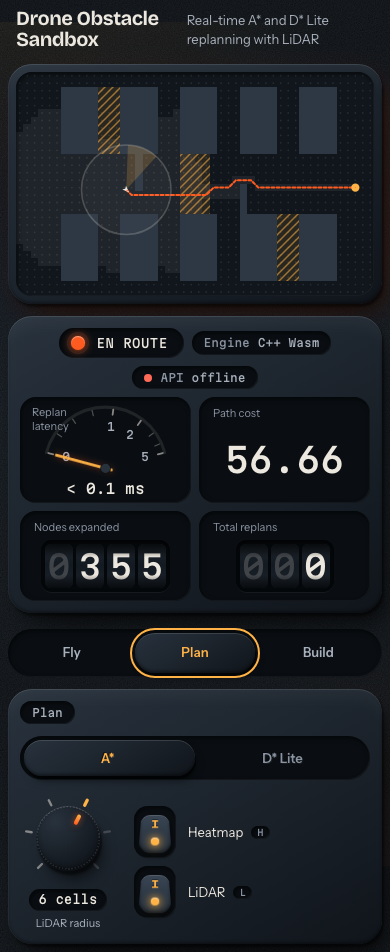 Drone Obstacle
Sandbox
Real-time A* and D* Lite
replanning with LiDAR
EN ROUTE
Engine C++ Wasm
API offline
Replan
latency
0
1
2
5
< 0.1 ms
Path cost
56.66
Nodes expanded
0355
Total replans
000
Fly
Plan
Build
Plan
A*
D* Lite
6 cells
LiDAR radius
I
Heatmap H
I
LiDAR L